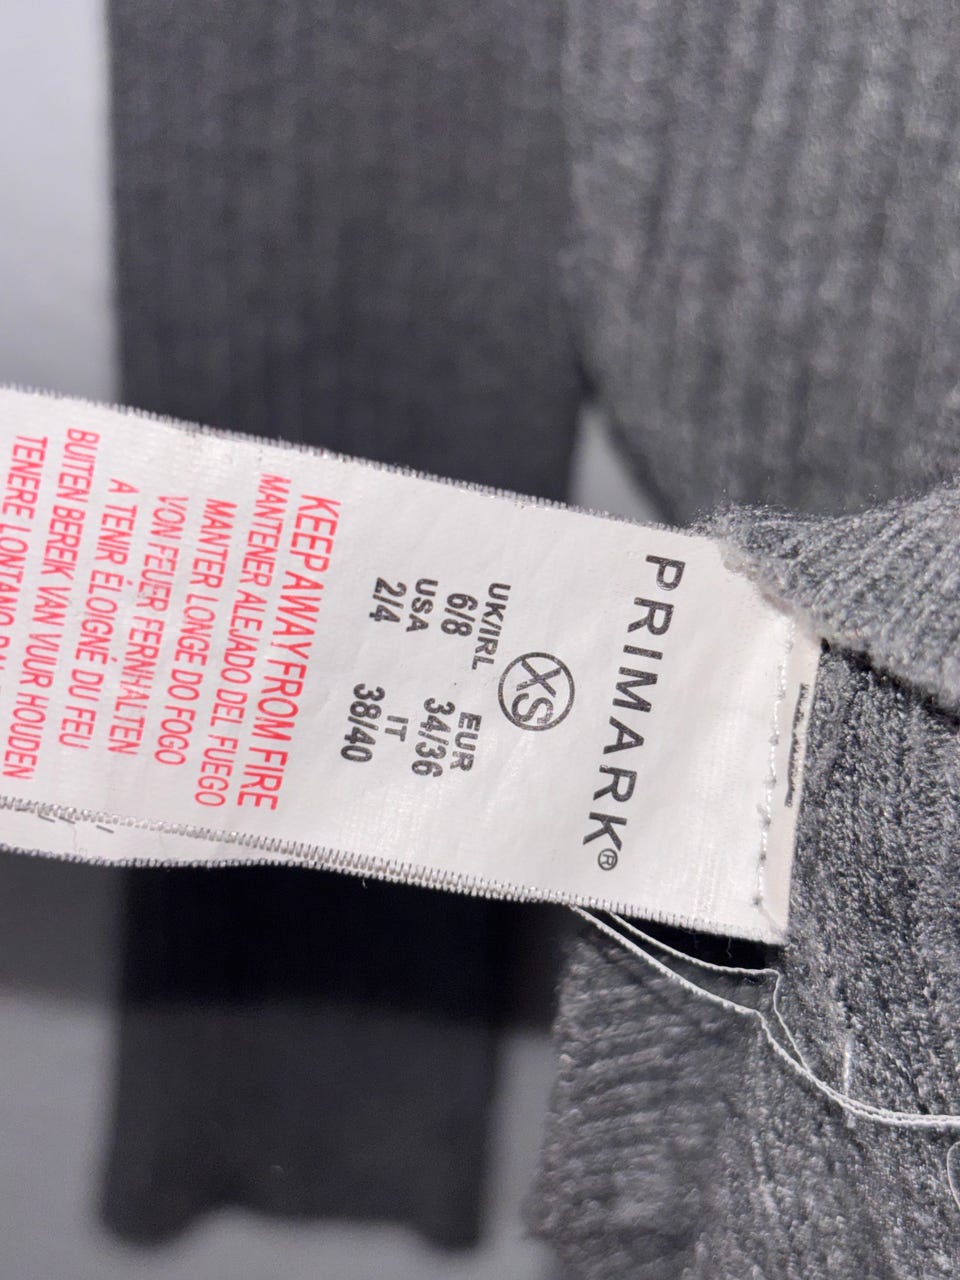 PRIMARK®
XS
UK/IRL EUR
6/8 34/36
USA IT
2/4 38/40
KEEP AWAY FROM FIRE
MANTENER ALEJADO DEL FUEGO
MANTER LONGE DO FOGO
VON FEUER FERNHALTEN
A TENIR ÉLOIGNÉ DU FEU
BUITEN BEREIK VAN VUUR HOUDEN
TENERE LONTANO